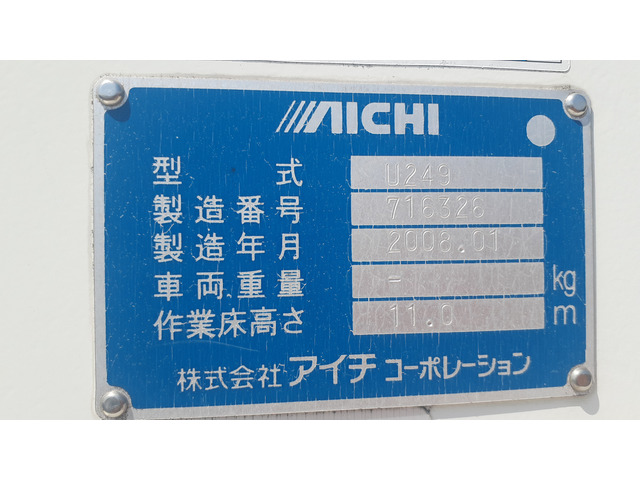 AICHI
型式 U249
製造番号 716326
製造年月 2008.01
車両重量 - kg
作業床高さ 11.0 m
株式会社 アイチ コーポレーション